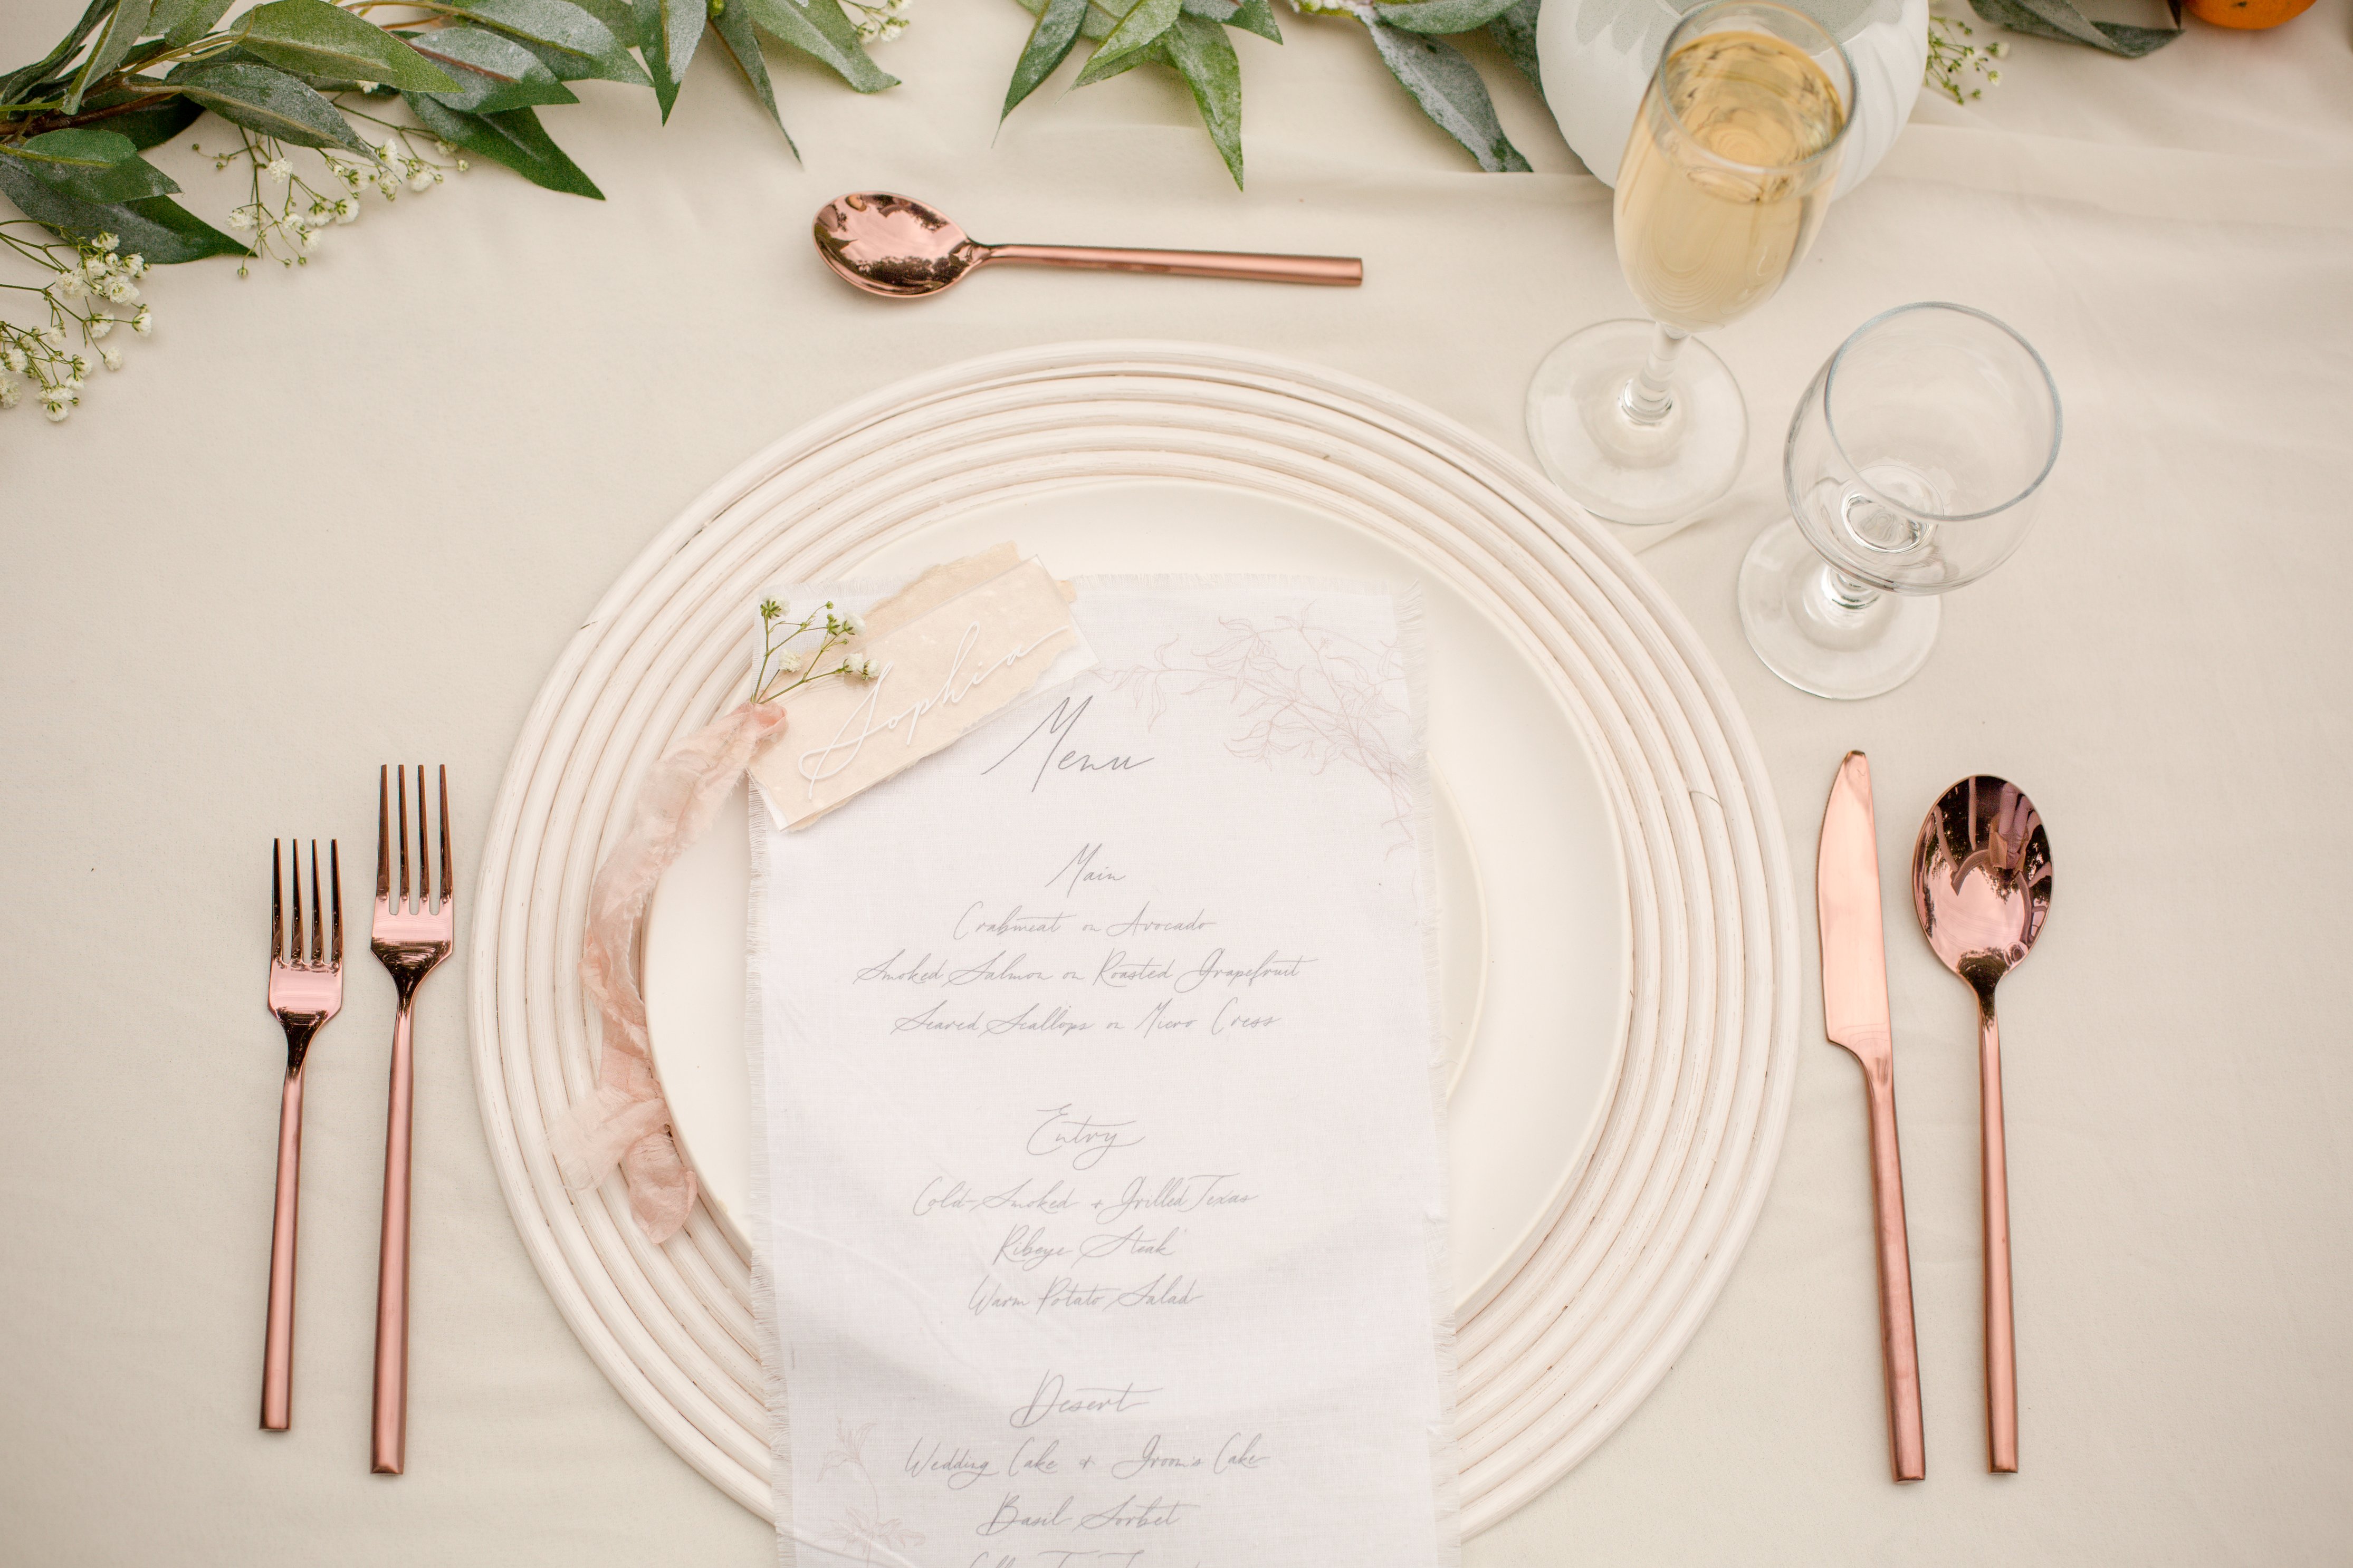 Sophia
Menu
Main
Crabmeat on Avocado
Smoked Salmon on Roasted Grapefruit
Seared Scallops on Micro Cress
Entry
Cold-Smoked + Grilled Texas
Ribeye Steak
Warm Potato Salad
Desert
Wedding Cake + Groom's Cake
Basil Sorbet